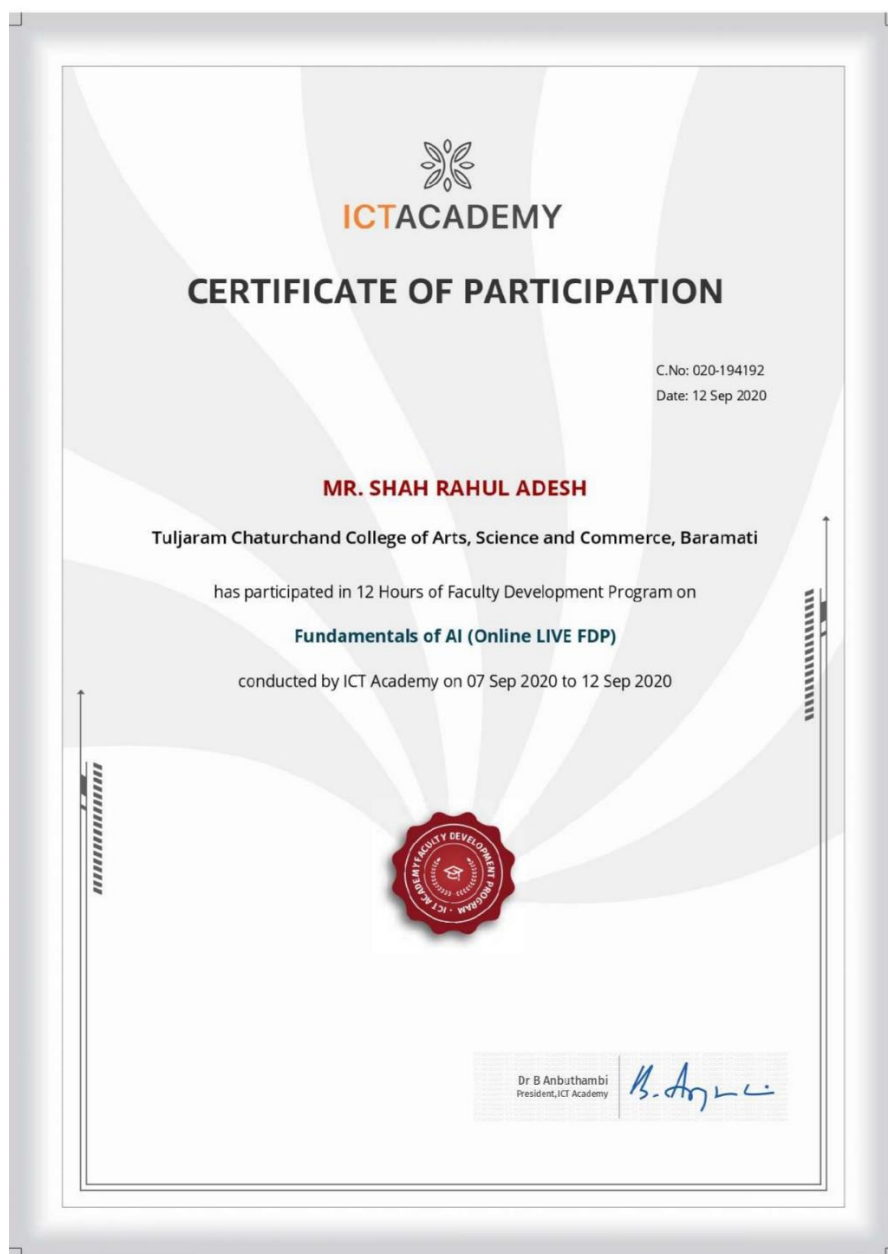 ICTACADEMY
CERTIFICATE OF PARTICIPATION
C.No: 020-194192
Date: 12 Sep 2020
MR. SHAH RAHUL ADESH
Tuljaram Chaturchand College of Arts, Science and Commerce, Baramati
has participated in 12 Hours of Faculty Development Program on
Fundamentals of AI (Online LIVE FDP)
conducted by ICT Academy on 07 Sep 2020 to 12 Sep 2020
FACULTY DEVELOPMENT PROGRAM · ICT ACADEMY
Dr B Anbuthambi
President,ICT Academy